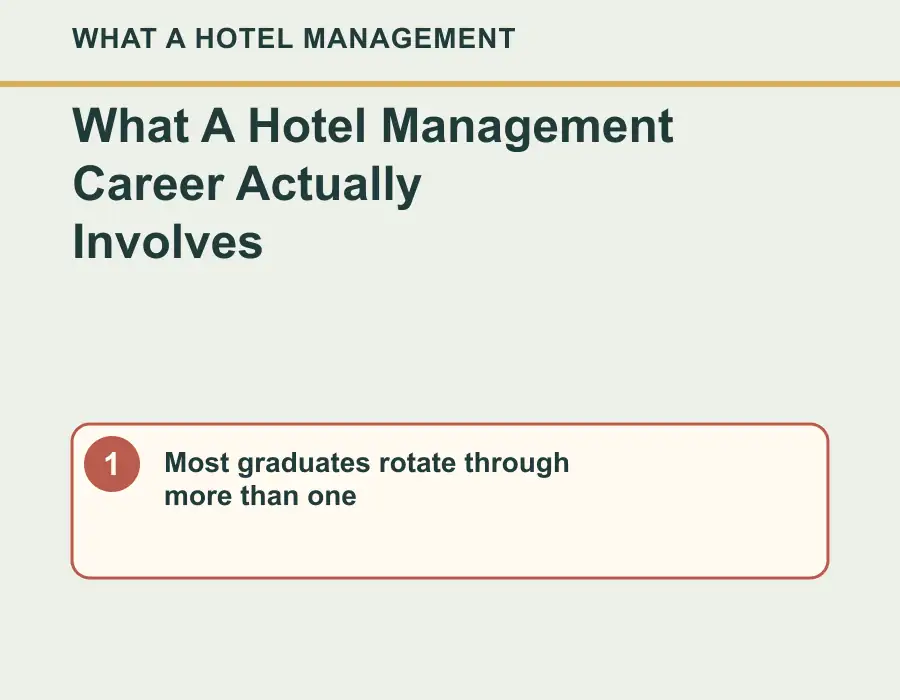 WHAT A HOTEL MANAGEMENT
What A Hotel Management
Career Actually
Involves
1
Most graduates rotate through
more than one